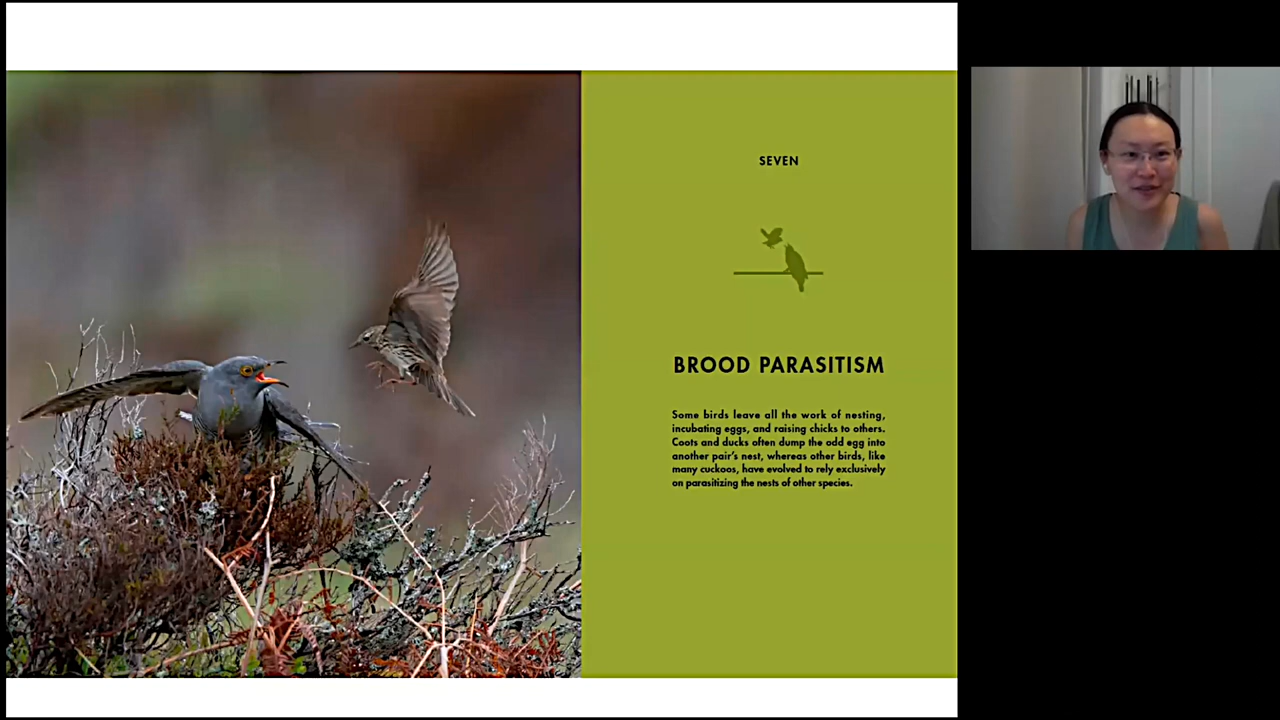 SEVEN
BROOD PARASITISM
Some birds leave all the work of nesting,
incubating eggs, and raising chicks to others.
Coots and ducks often dump the odd egg into
another pair's nest, whereas other birds, like
many cuckoos, have evolved to rely exclusively
on parasitizing the nests of other species.